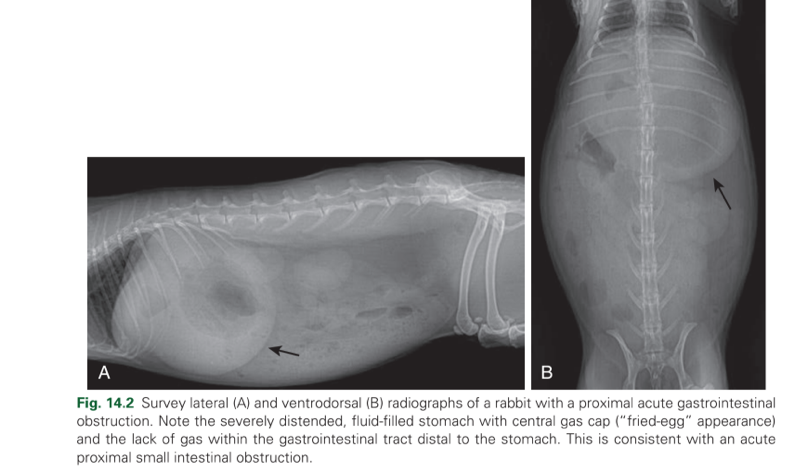 A
B
Fig. 14.2 Survey lateral (A) and ventrodorsal (B) radiographs of a rabbit with a proximal acute gastrointestinal
obstruction. Note the severely distended, fluid-filled stomach with central gas cap (“fried-egg” appearance)
and the lack of gas within the gastrointestinal tract distal to the stomach. This is consistent with an acute
proximal small intestinal obstruction.